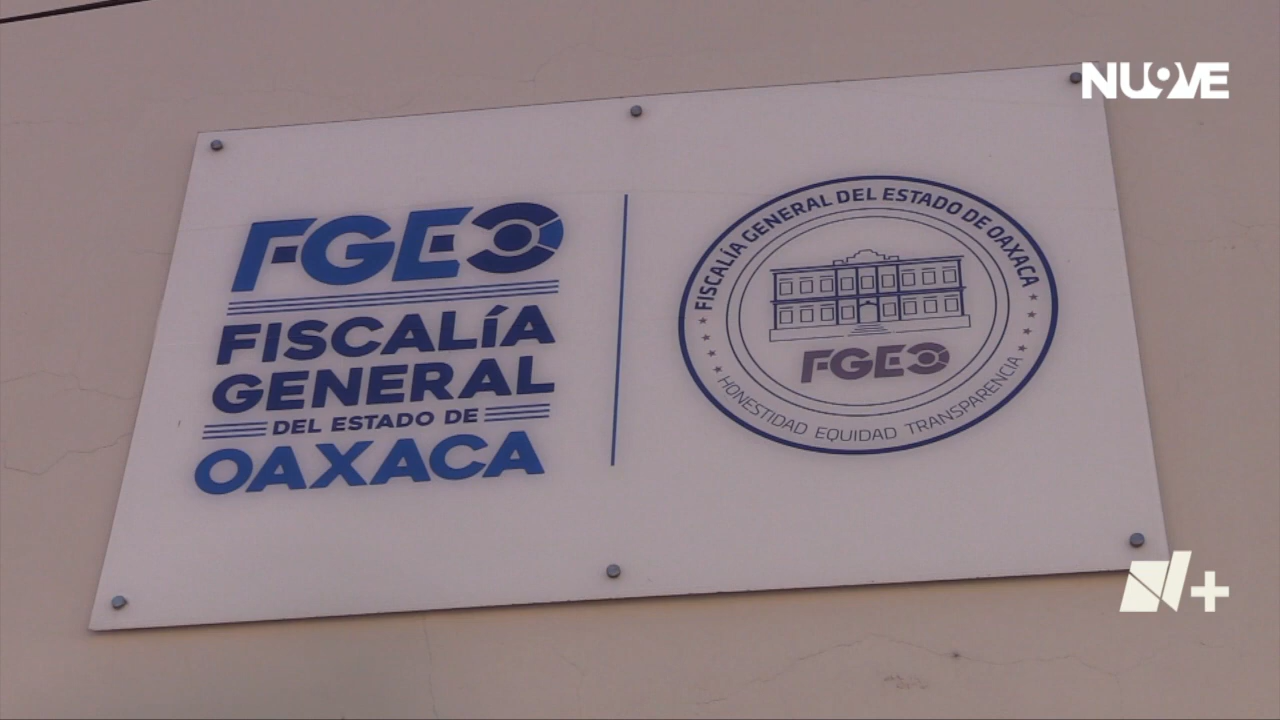 NU9VE
FGEO
FISCALÍA
GENERAL
DEL ESTADO DE
OAXACA
FISCALÍA GENERAL DEL ESTADO DE OAXACA
FGEO
HONESTIDAD EQUIDAD TRANSPARENCIA
N+